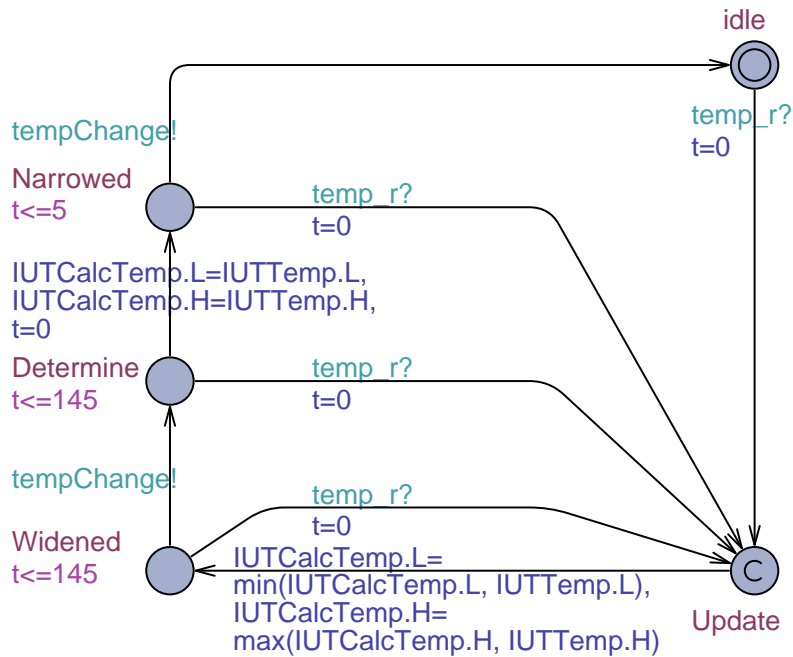 idle
temp_r?
t=0
tempChange!
Narrowed
t<=5
temp_r?
t=0
IUTCalcTemp.L=IUTTemp.L,
IUTCalcTemp.H=IUTTemp.H,
t=0
Determine
t<=145
temp_r?
t=0
tempChange!
temp_r?
t=0
Widened
t<=145
IUTCalcTemp.L=
min(IUTCalcTemp.L, IUTTemp.L),
IUTCalcTemp.H=
max(IUTCalcTemp.H, IUTTemp.H)
C
Update